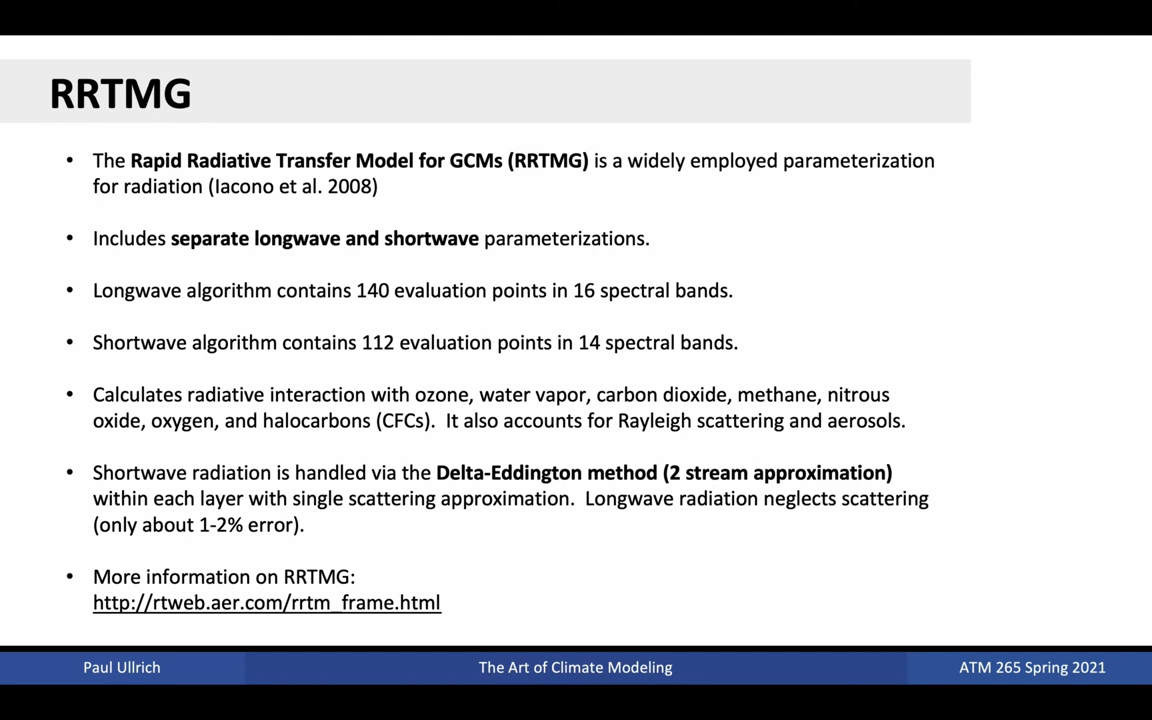 RRTMG
• The Rapid Radiative Transfer Model for GCMs (RRTMG) is a widely employed parameterization
for radiation (Iacono et al. 2008)
• Includes separate longwave and shortwave parameterizations.
• Longwave algorithm contains 140 evaluation points in 16 spectral bands.
• Shortwave algorithm contains 112 evaluation points in 14 spectral bands.
• Calculates radiative interaction with ozone, water vapor, carbon dioxide, methane, nitrous
oxide, oxygen, and halocarbons (CFCs).  It also accounts for Rayleigh scattering and aerosols.
• Shortwave radiation is handled via the Delta-Eddington method (2 stream approximation)
within each layer with single scattering approximation.  Longwave radiation neglects scattering
(only about 1-2% error).
• More information on RRTMG:
http://rtweb.aer.com/rrtm_frame.html
Paul Ullrich
The Art of Climate Modeling
ATM 265 Spring 2021